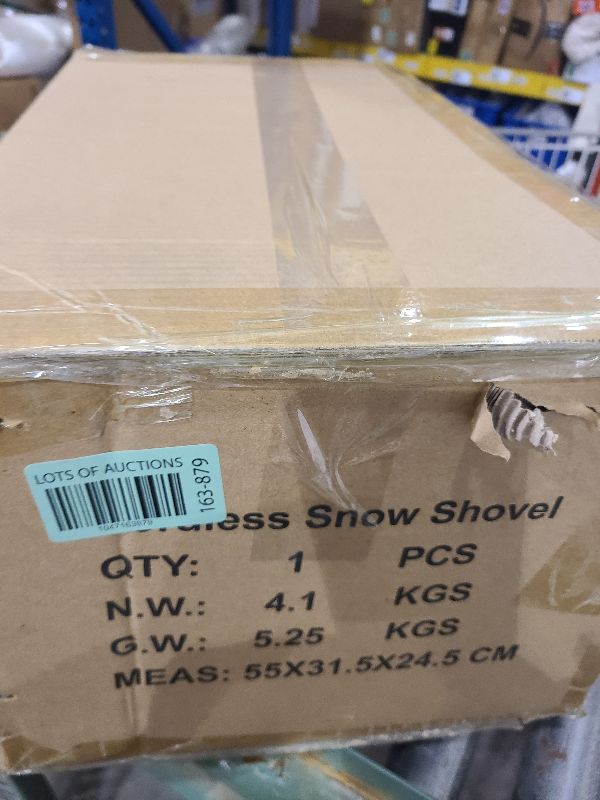 LOTS OF AUCTIONS
163-879
1047163879
Snow Shovel
QTY: 1 PCS
N.W.: 4.1 KGS
G.W.: 5.25 KGS
MEAS: 55X31.5X24.5 CM